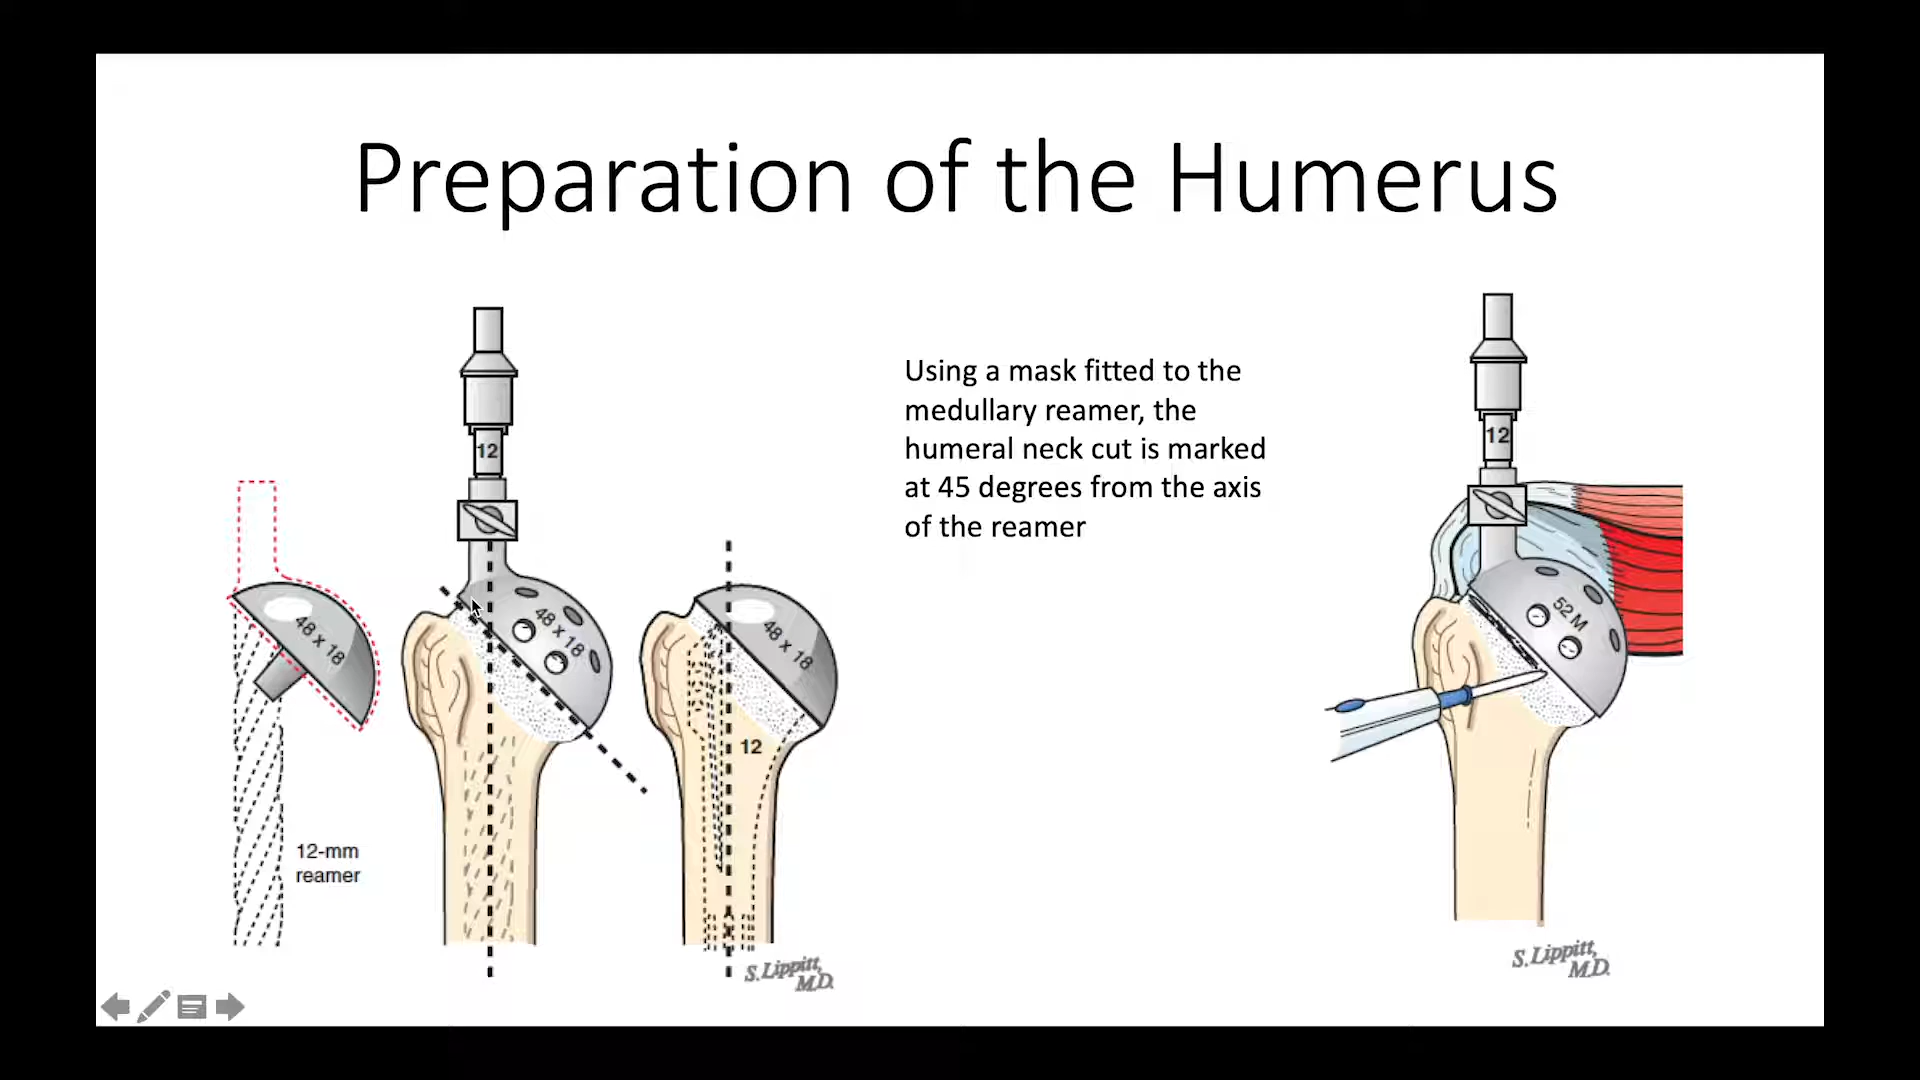 Preparation of the Humerus
Using a mask fitted to the
medullary reamer, the
humeral neck cut is marked
at 45 degrees from the axis
of the reamer
12
48 x 18
48 x 18
48 x 18
12
12-mm
reamer
S. Lippitt,
M.D.
12
52 M
S. Lippitt,
M.D.